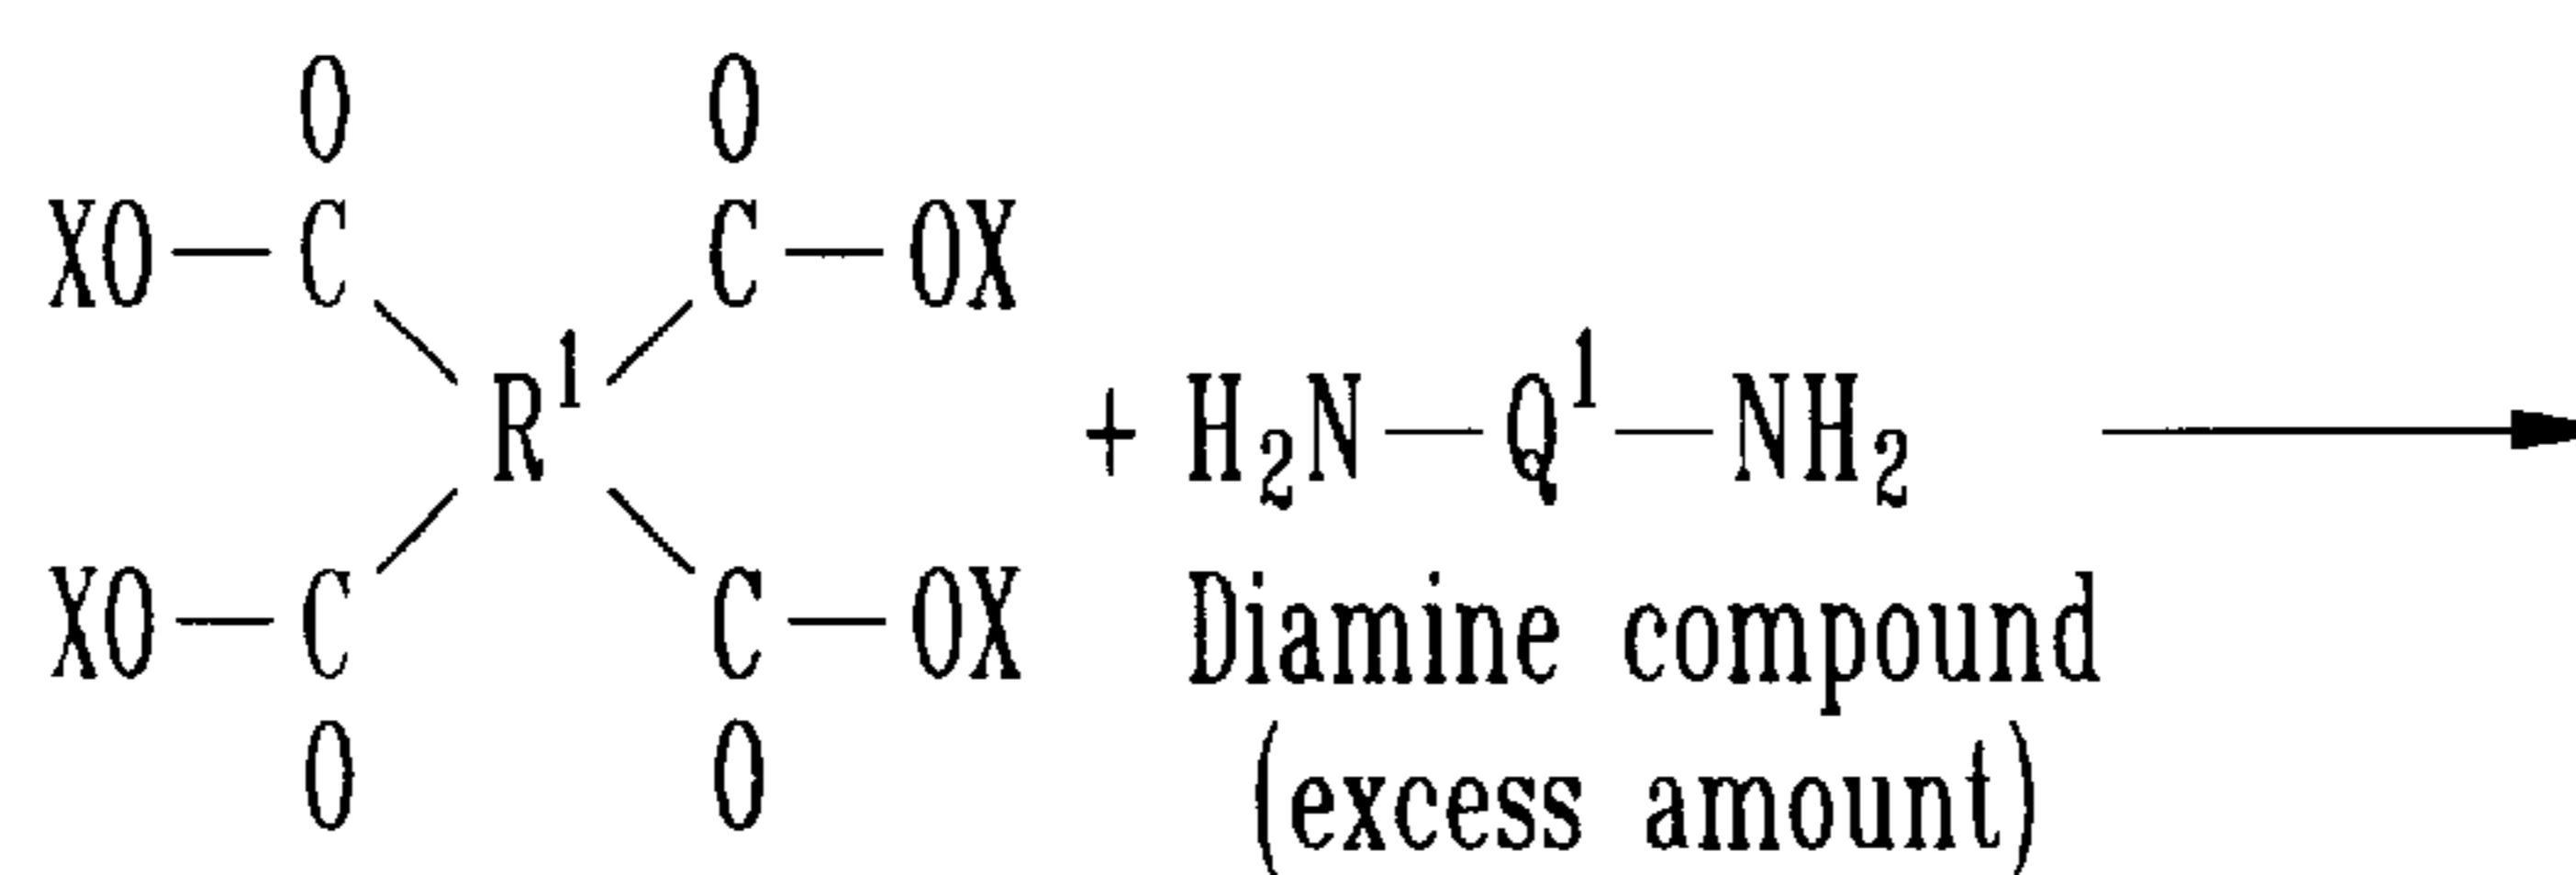 O O
XO—C C—OX
R¹ + H₂N—Q¹—NH₂
XO—C C—OX Diamine compound
O O (excess amount)